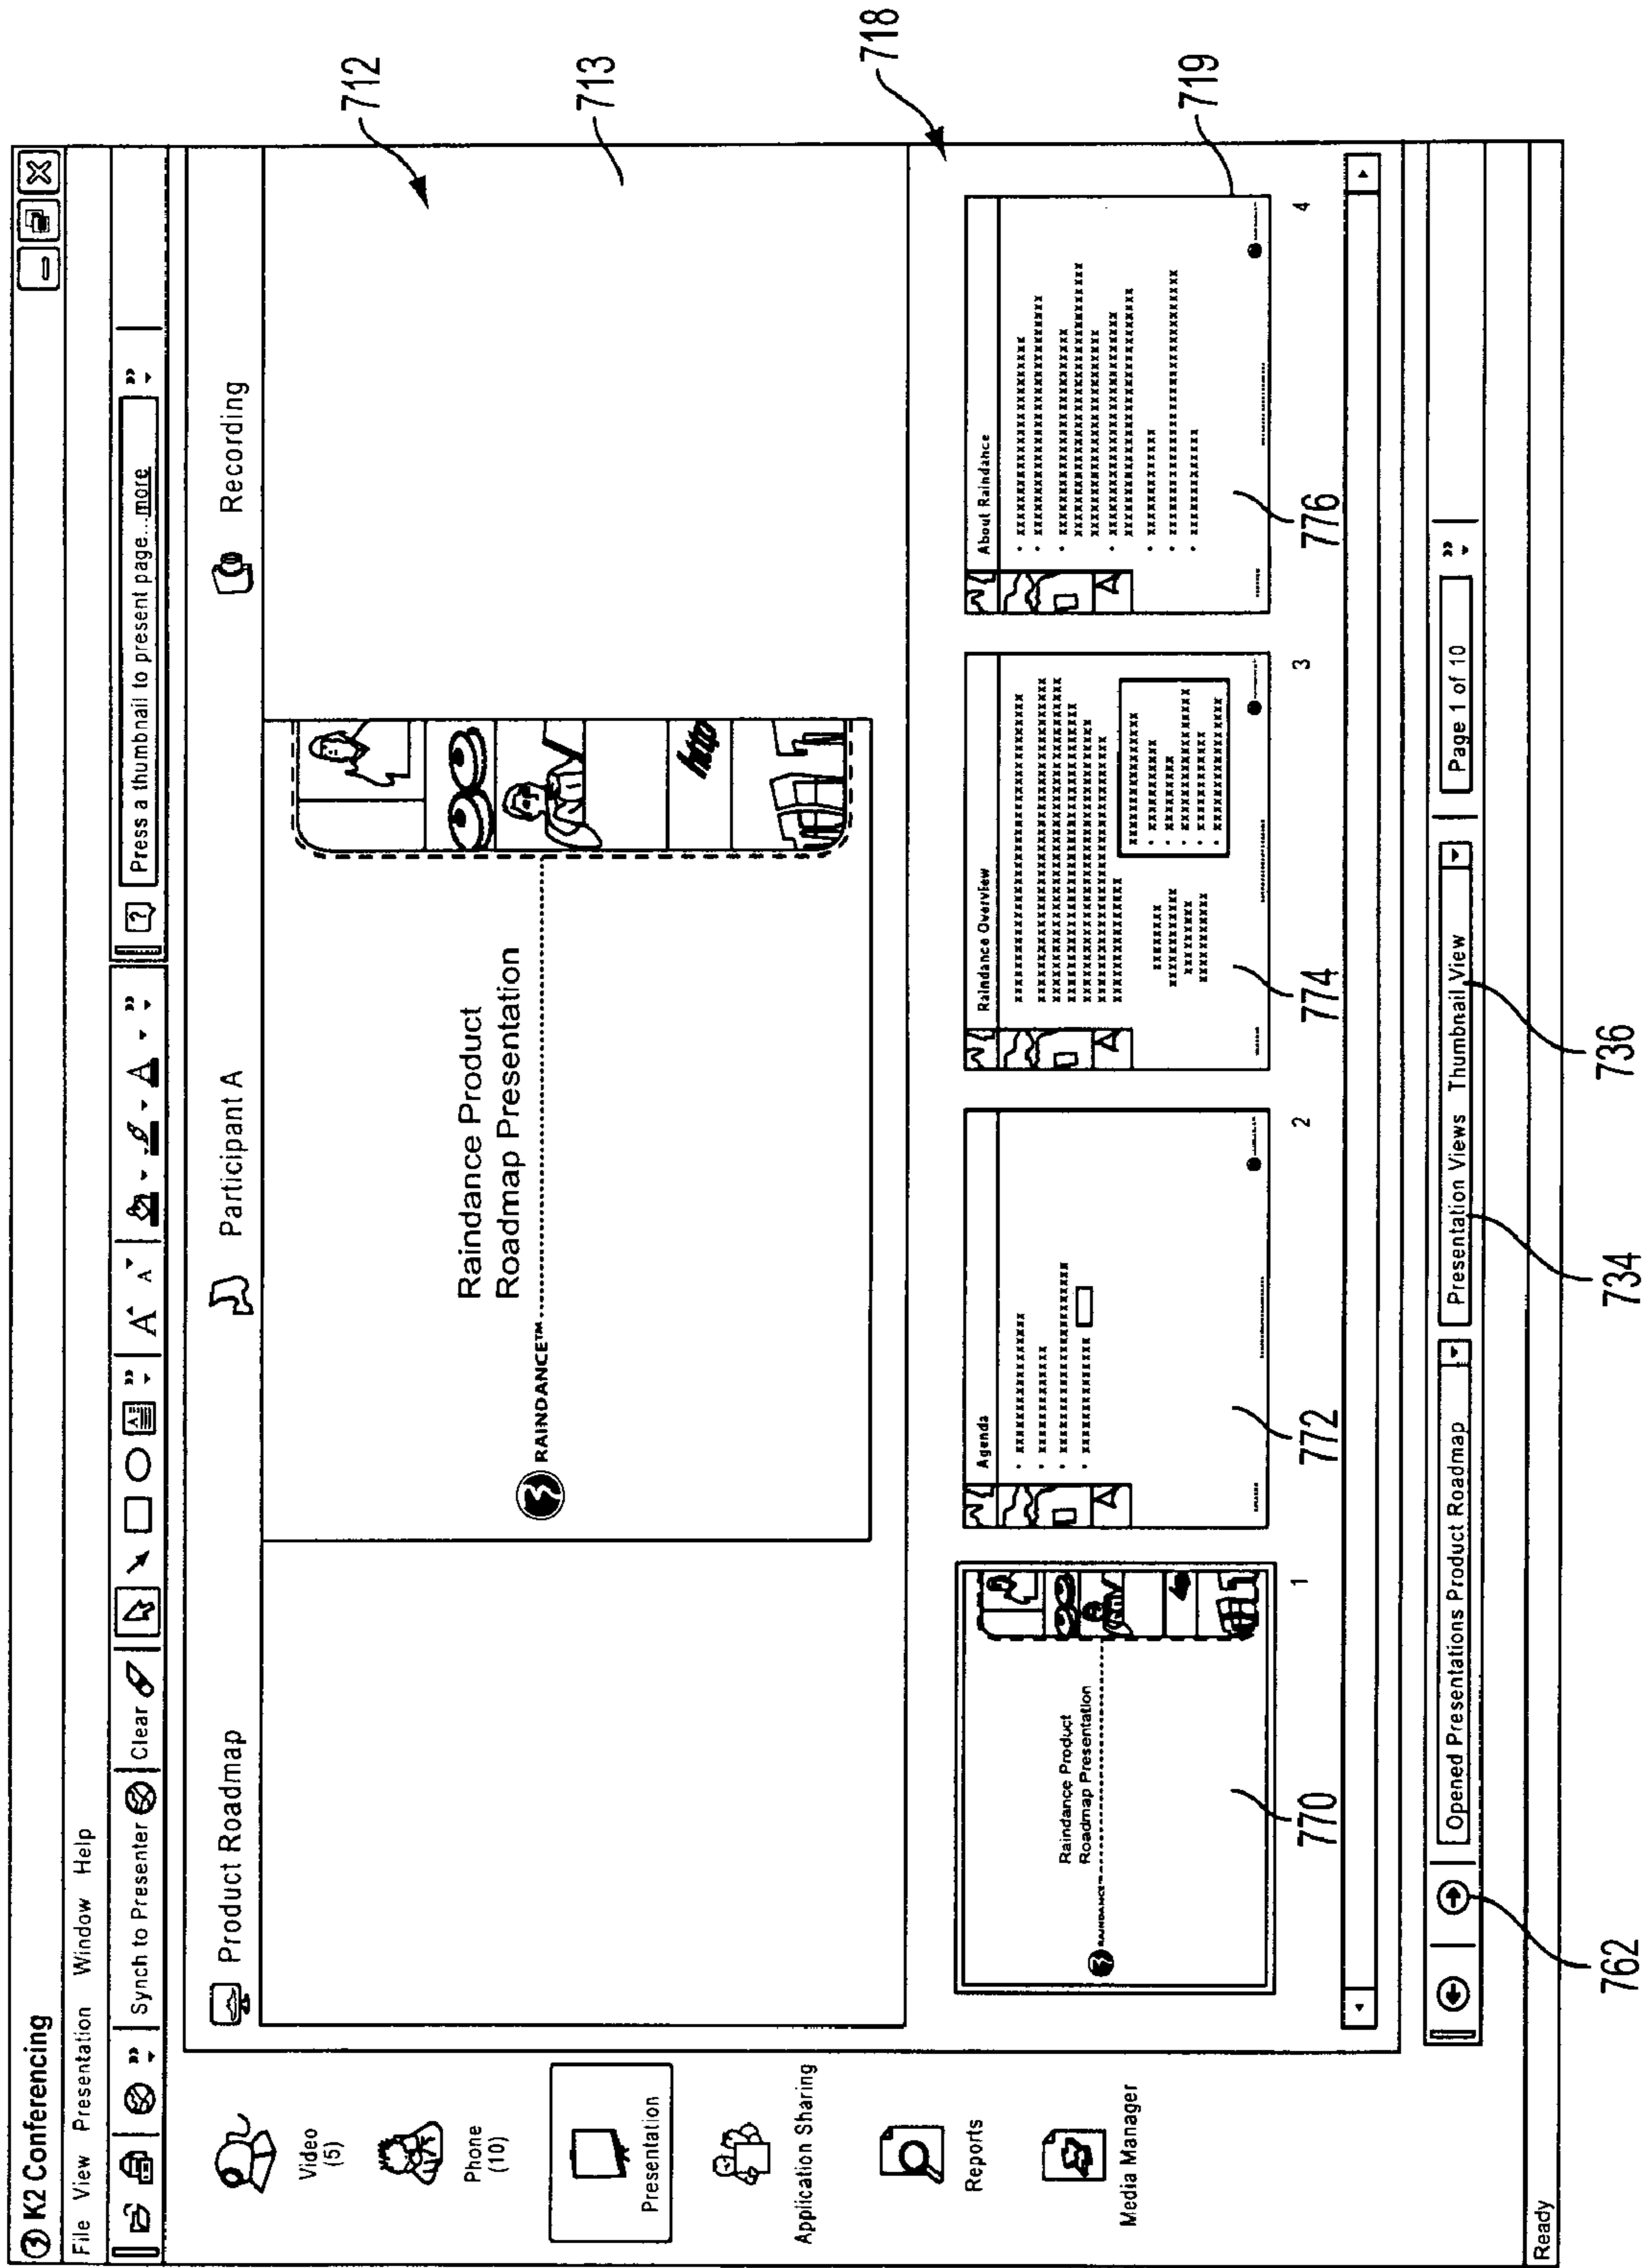 K2 Conferencing
File View Presentation Window Help
Synch to Presenter Clear A A A Press a thumbnail to present page...more
Video
(5)
Phone
(10)
Presentation
Application Sharing
Reports
Media Manager
Product Roadmap Participant A Recording
712
713
Raindance Product
Roadmap Presentation
RAINDANCE™
http
718
719
Raindance Product
Roadmap Presentation
RAINDANCE
1
770
Agenda
2
772
Raindance Overview
3
774
About Raindance
4
776
Opened Presentations Product Roadmap Presentation Views Thumbnail View Page 1 of 10
Ready
762
734
736